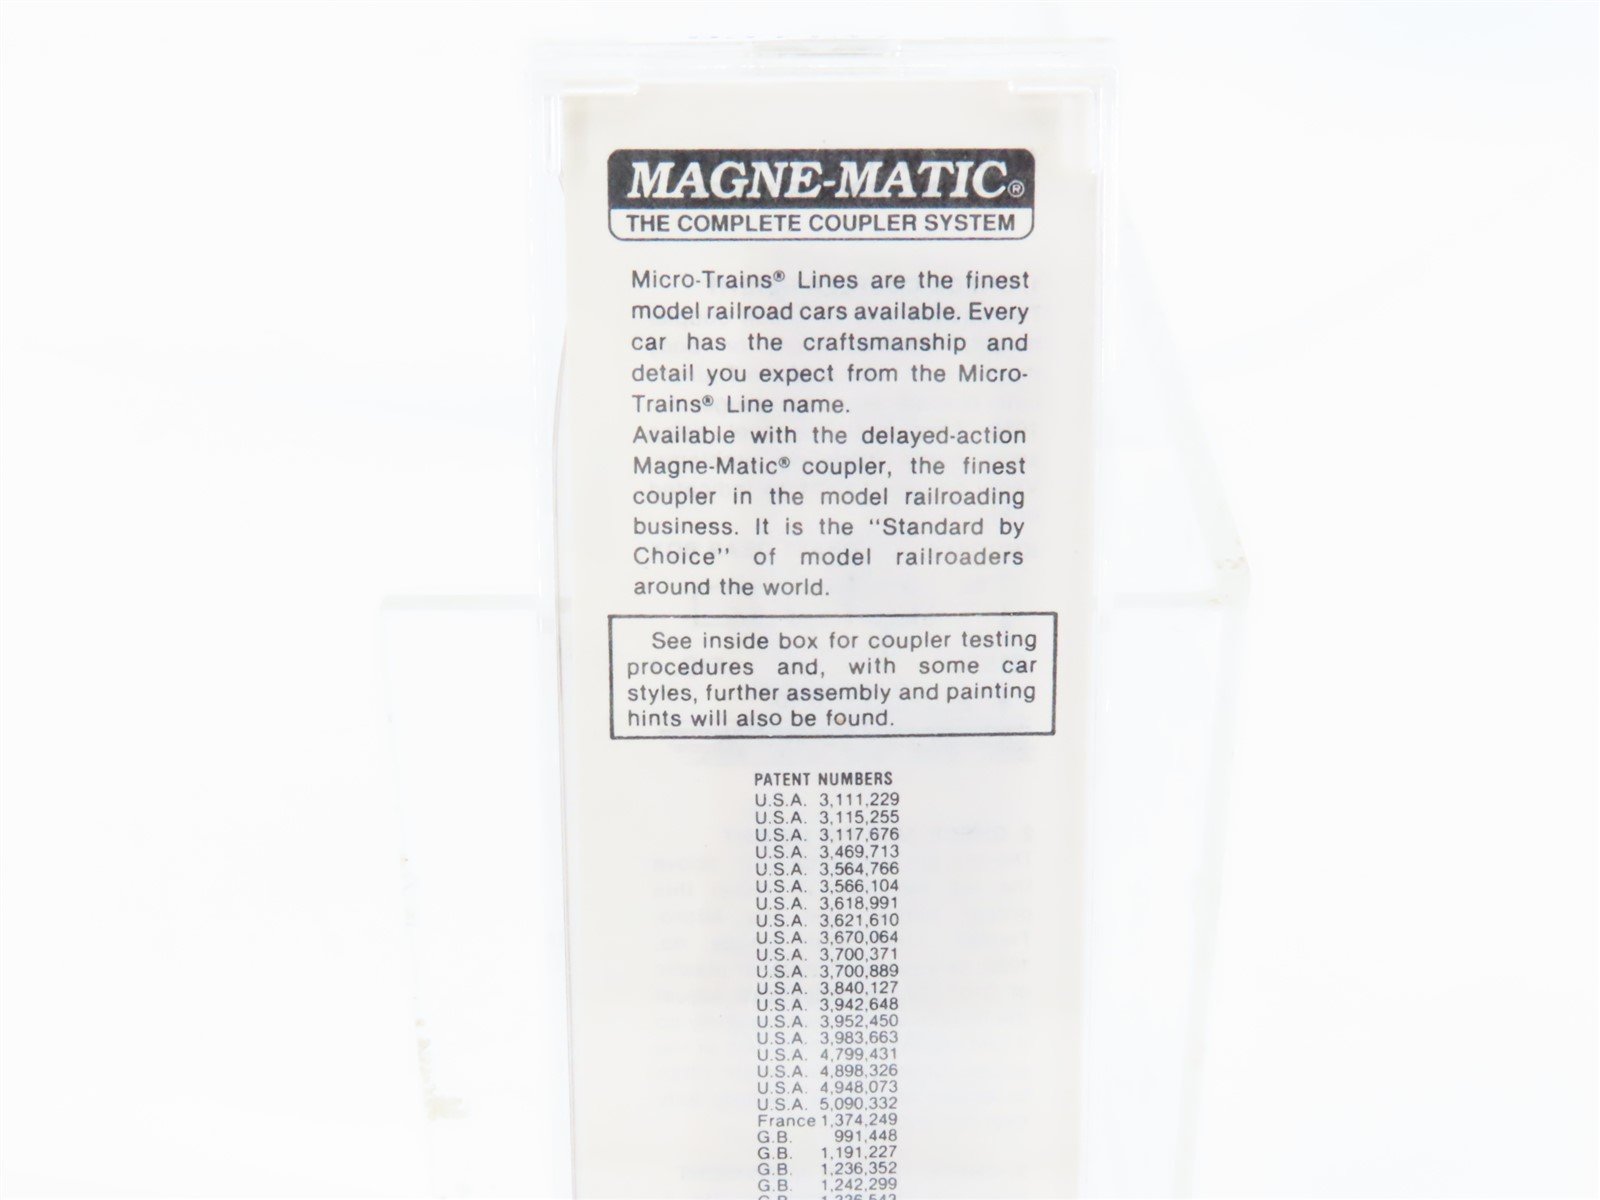 MAGNE-MATIC®
THE COMPLETE COUPLER SYSTEM
Micro-Trains® Lines are the finest
model railroad cars available. Every
car has the craftsmanship and
detail you expect from the Micro-
Trains® Line name.
Available with the delayed-action
Magne-Matic® coupler, the finest
coupler in the model railroading
business. It is the "Standard by
Choice" of model railroaders
around the world.
See inside box for coupler testing
procedures and, with some car
styles, further assembly and painting
hints will also be found.
PATENT NUMBERS
U.S.A. 3,111,229
U.S.A. 3,115,255
U.S.A. 3,117,676
U.S.A. 3,469,713
U.S.A. 3,564,766
U.S.A. 3,566,104
U.S.A. 3,618,991
U.S.A. 3,621,610
U.S.A. 3,670,064
U.S.A. 3,700,371
U.S.A. 3,700,889
U.S.A. 3,840,127
U.S.A. 3,942,648
U.S.A. 3,952,450
U.S.A. 3,983,663
U.S.A. 4,799,431
U.S.A. 4,898,326
U.S.A. 4,948,073
U.S.A. 5,090,332
France 1,374,249
G.B. 991,448
G.B. 1,191,227
G.B. 1,236,352
G.B. 1,242,299